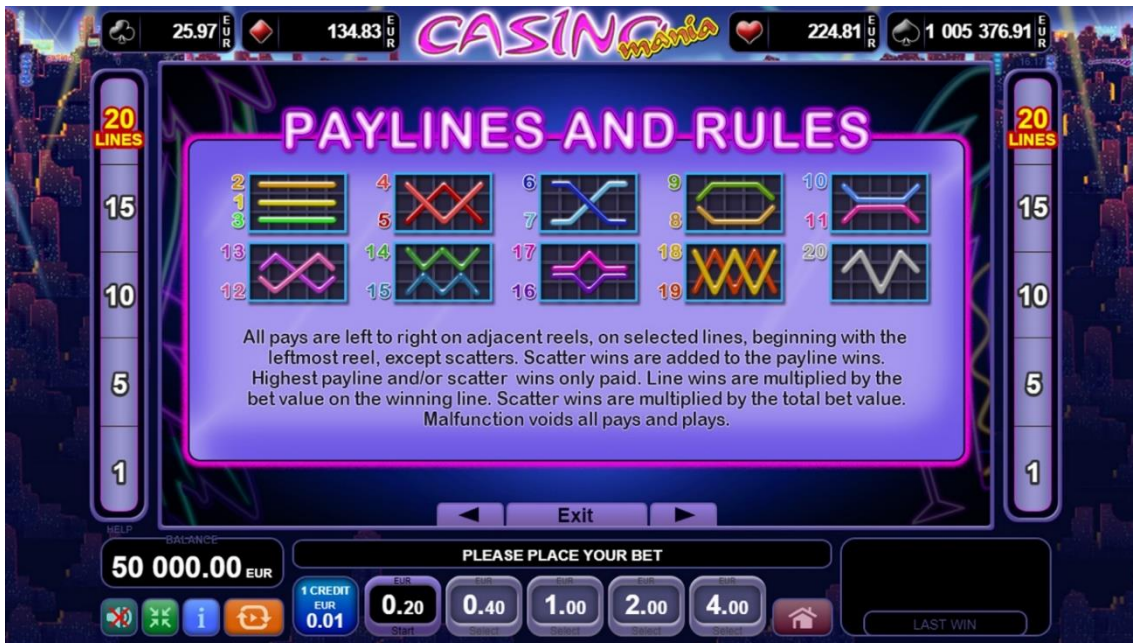 25.97 EUR
134.83 EUR
CASINO mania
224.81 EUR
1 005 376.91 EUR
20 LINES
15
10
5
1
20 LINES
15
10
5
1
PAYLINES AND RULES
2
1
3
4
5
6
7
9
8
10
11
13
12
14
15
17
16
18
19
20
All pays are left to right on adjacent reels, on selected lines, beginning with the
leftmost reel, except scatters. Scatter wins are added to the payline wins.
Highest payline and/or scatter wins only paid. Line wins are multiplied by the
bet value on the winning line. Scatter wins are multiplied by the total bet value.
Malfunction voids all pays and plays.
Exit
HELP
BALANCE
50 000.00 EUR
PLEASE PLACE YOUR BET
1 CREDIT
EUR
0.01
EUR
0.20
Start
EUR
0.40
Select
EUR
1.00
Select
EUR
2.00
Select
EUR
4.00
Select
i
LAST WIN